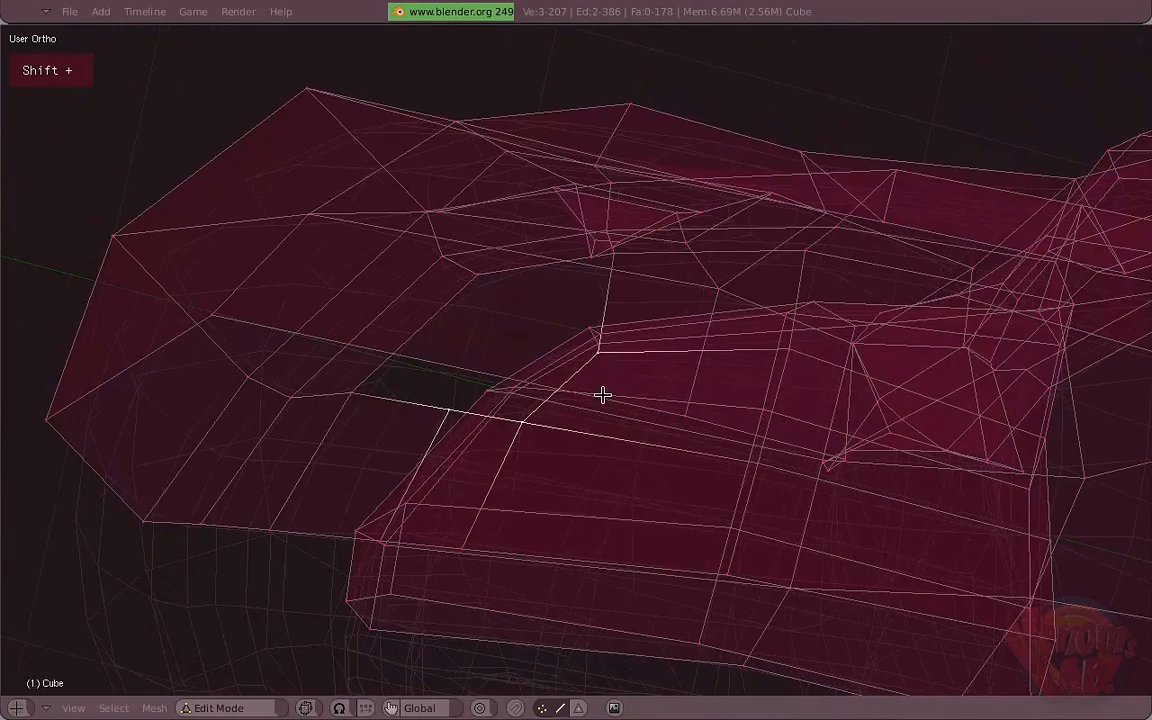 File Add Timeline Game Render Help www.blender.org 249 Ve:3-207 | Ed:2-386 | Fa:0-178 | Mem:6.69M (2.56M) Cube
User Ortho
Shift +
(1) Cube
View Select Mesh Edit Mode Global